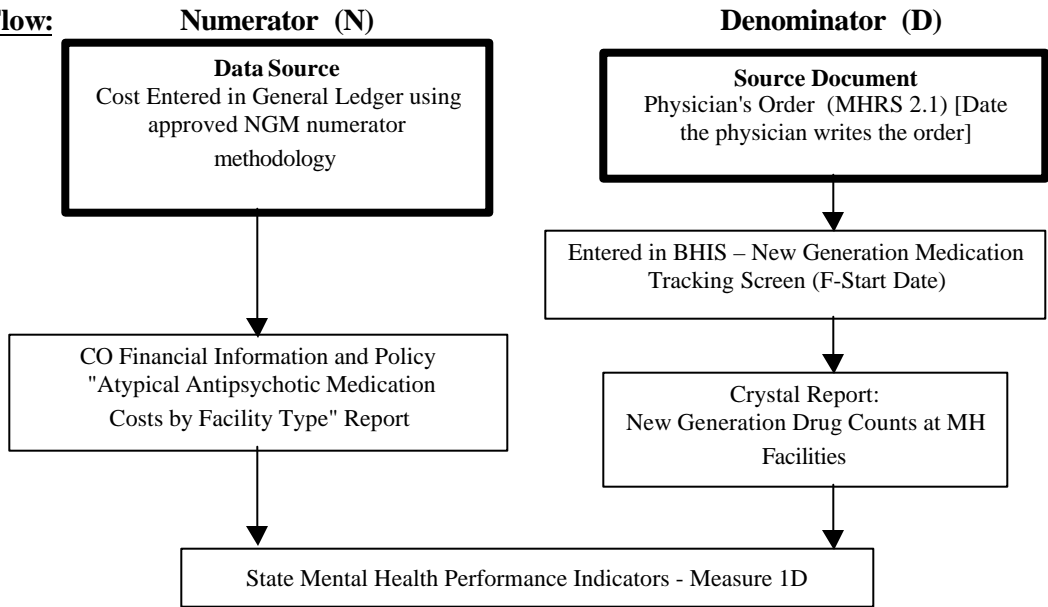 Flow:
Numerator (N)
Denominator (D)
Data Source
Cost Entered in General Ledger using
approved NGM numerator
methodology
Source Document
Physician's Order (MHRS 2.1) [Date
the physician writes the order]
Entered in BHIS – New Generation Medication
Tracking Screen (F-Start Date)
CO Financial Information and Policy
"Atypical Antipsychotic Medication
Costs by Facility Type" Report
Crystal Report:
New Generation Drug Counts at MH
Facilities
State Mental Health Performance Indicators - Measure 1D